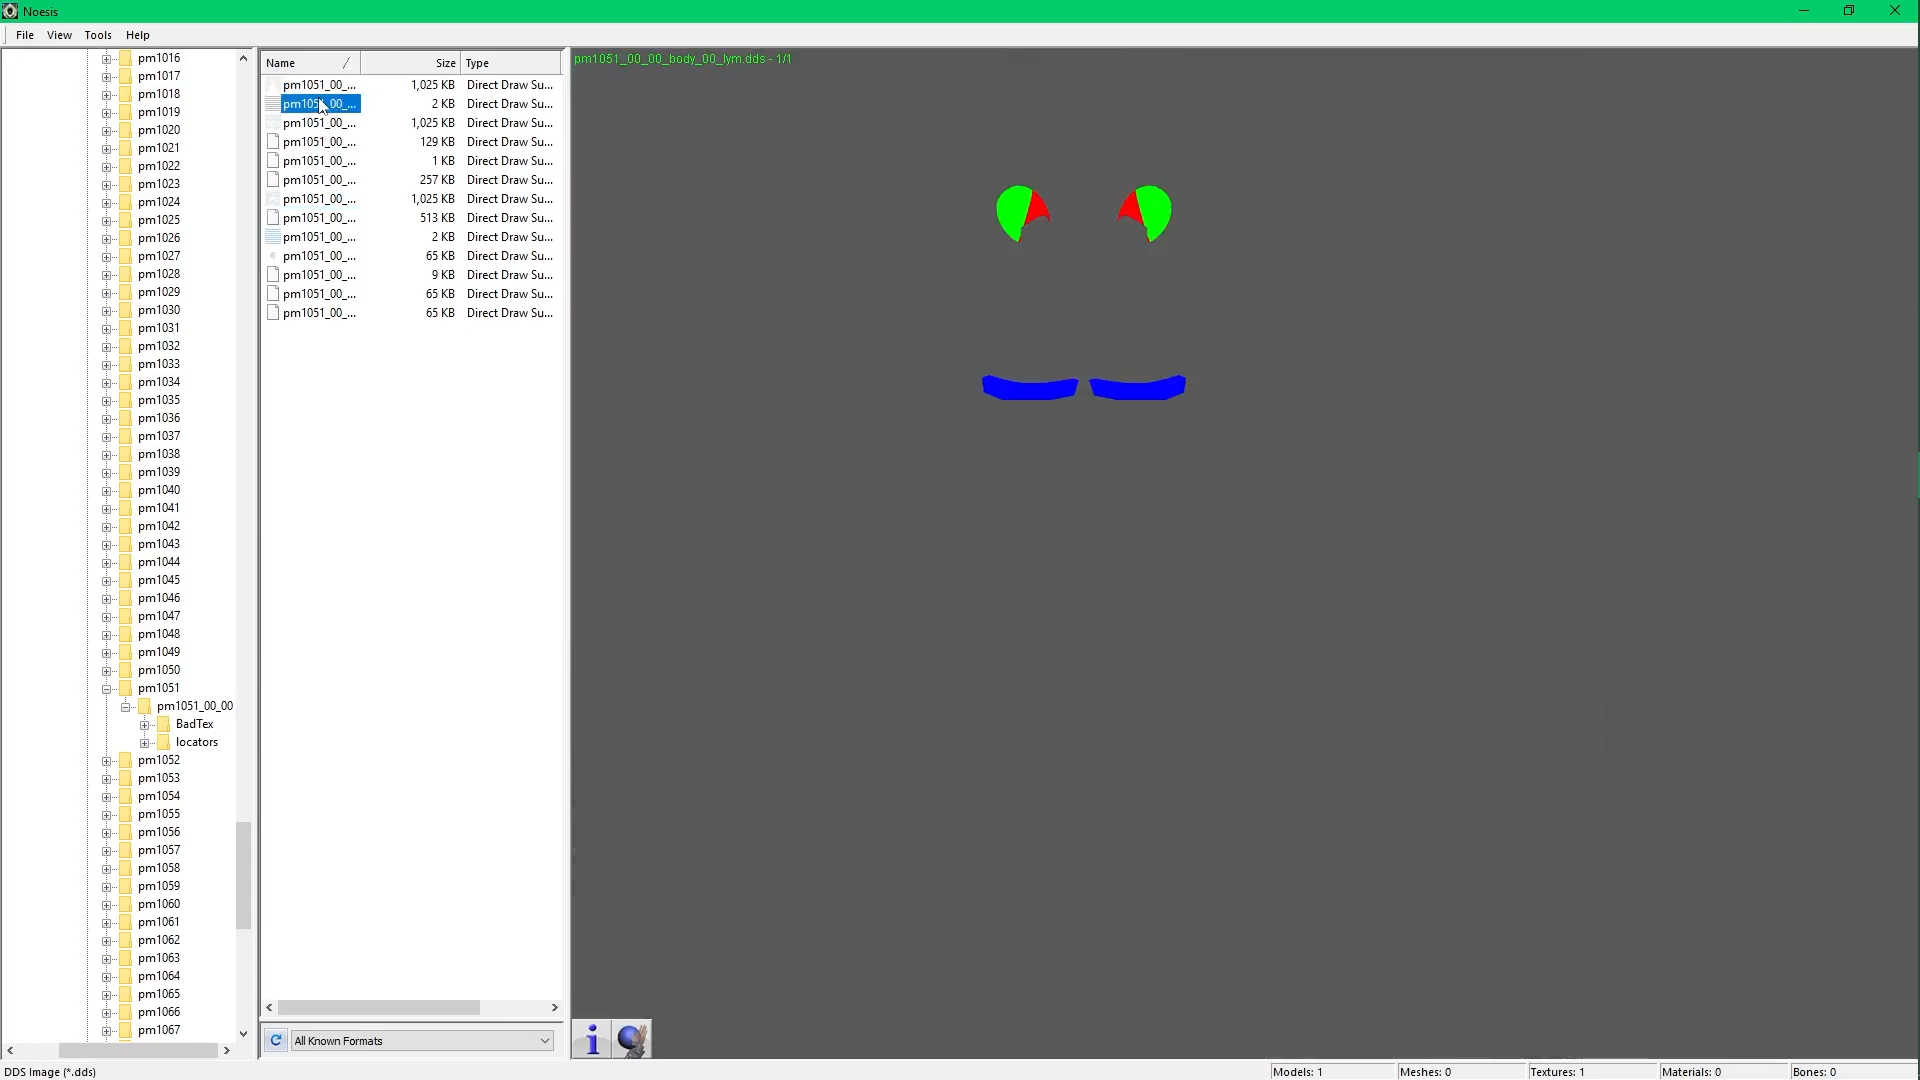 Noesis
File View Tools Help
pm1016
pm1017
pm1018
pm1019
pm1020
pm1021
pm1022
pm1023
pm1024
pm1025
pm1026
pm1027
pm1028
pm1029
pm1030
pm1031
pm1032
pm1033
pm1034
pm1035
pm1036
pm1037
pm1038
pm1039
pm1040
pm1041
pm1042
pm1043
pm1044
pm1045
pm1046
pm1047
pm1048
pm1049
pm1050
pm1051
pm1051_00_00
BadTex
locators
pm1052
pm1053
pm1054
pm1055
pm1056
pm1057
pm1058
pm1059
pm1060
pm1061
pm1062
pm1063
pm1064
pm1065
pm1066
pm1067
Name Size Type
pm1051_00_... 1,025 KB Direct Draw Su...
pm1051_00_... 2 KB Direct Draw Su...
pm1051_00_... 1,025 KB Direct Draw Su...
pm1051_00_... 129 KB Direct Draw Su...
pm1051_00_... 1 KB Direct Draw Su...
pm1051_00_... 257 KB Direct Draw Su...
pm1051_00_... 1,025 KB Direct Draw Su...
pm1051_00_... 513 KB Direct Draw Su...
pm1051_00_... 2 KB Direct Draw Su...
pm1051_00_... 65 KB Direct Draw Su...
pm1051_00_... 9 KB Direct Draw Su...
pm1051_00_... 65 KB Direct Draw Su...
pm1051_00_... 65 KB Direct Draw Su...
All Known Formats
pm1051_00_00_body_00_lym.dds - 1/1
DDS Image (*.dds)
Models: 1 Meshes: 0 Textures: 1 Materials: 0 Bones: 0